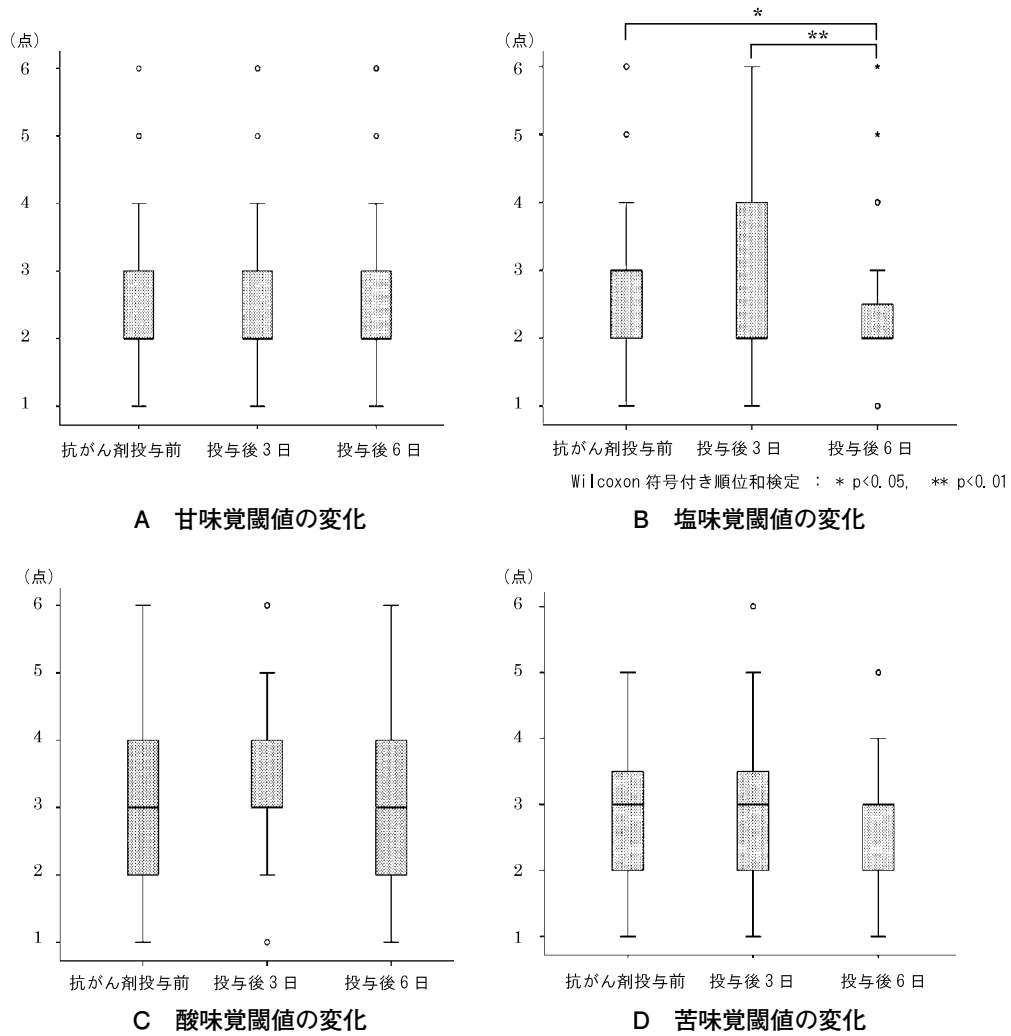 (点)
6
5
4
3
2
1
抗がん剤投与前 投与後3日 投与後6日
A 甘味覚閾値の変化
(点)
* 
**
6
5
4
3
2
1
抗がん剤投与前 投与後3日 投与後6日
Wilcoxon 符号付き順位和検定 : * p<0.05, ** p<0.01
B 塩味覚閾値の変化
(点)
6
5
4
3
2
1
抗がん剤投与前 投与後3日 投与後6日
C 酸味覚閾値の変化
(点)
6
5
4
3
2
1
抗がん剤投与前 投与後3日 投与後6日
D 苦味覚閾値の変化